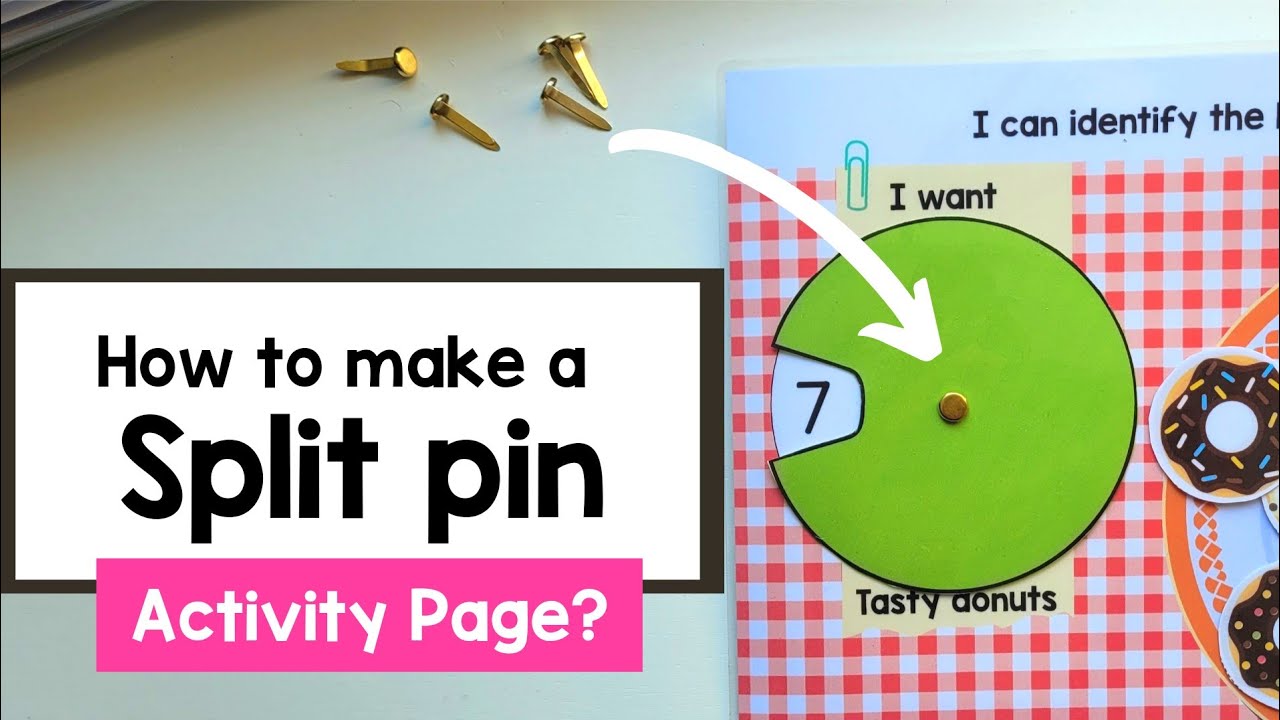 How to make a
Split pin
Activity Page?
I can identify the
I want
7
Tasty donuts